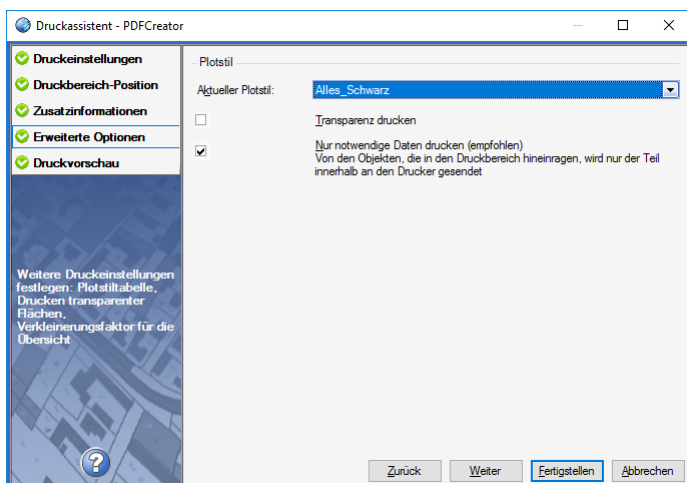 Druckassistent - PDFCreator
Druckeinstellungen
Druckbereich-Position
Zusatzinformationen
Erweiterte Optionen
Druckvorschau
Weitere Druckeinstellungen
festlegen: Plotstiltabelle,
Drucken transparenter
Flächen,
Verkleinerungsfaktor für die
Übersicht
Plotstil
Aktueller Plotstil:
Alles_Schwarz
Transparenz drucken
Nur notwendige Daten drucken (empfohlen)
Von den Objekten, die in den Druckbereich hineinragen, wird nur der Teil
innerhalb an den Drucker gesendet
Zurück
Weiter
Fertigstellen
Abbrechen